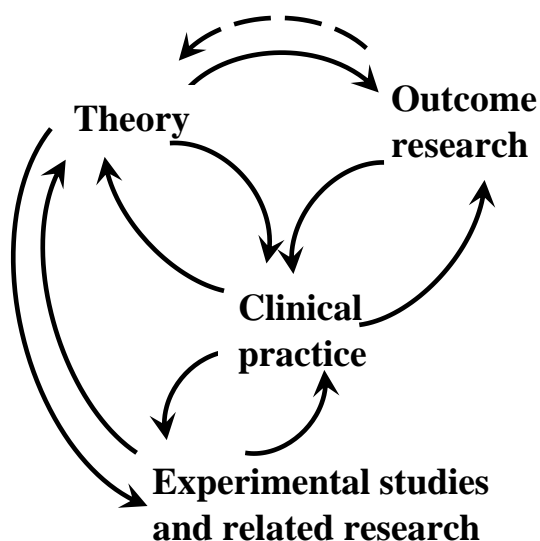 Theory
Outcome
research
Clinical
practice
Experimental studies
and related research